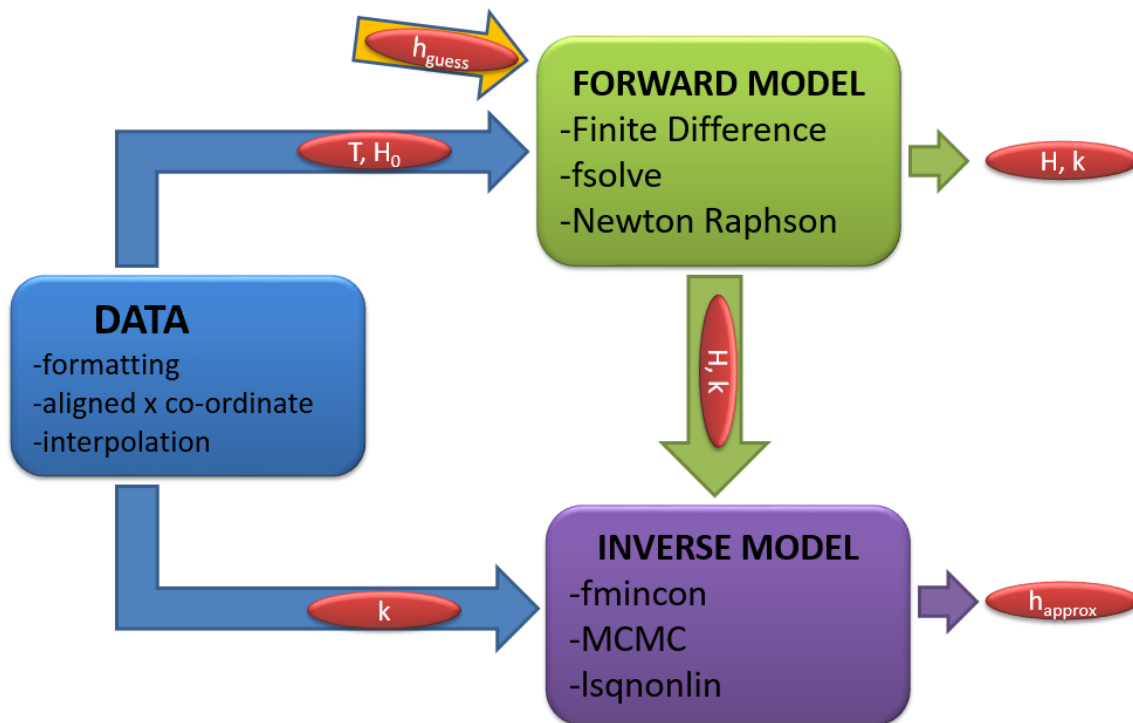 h_guess
FORWARD MODEL
-Finite Difference
-fsolve
-Newton Raphson
T, H₀
H, k
DATA
-formatting
-aligned x co-ordinate
-interpolation
H, k
INVERSE MODEL
-fmincon
-MCMC
-lsqnonlin
k
h_approx